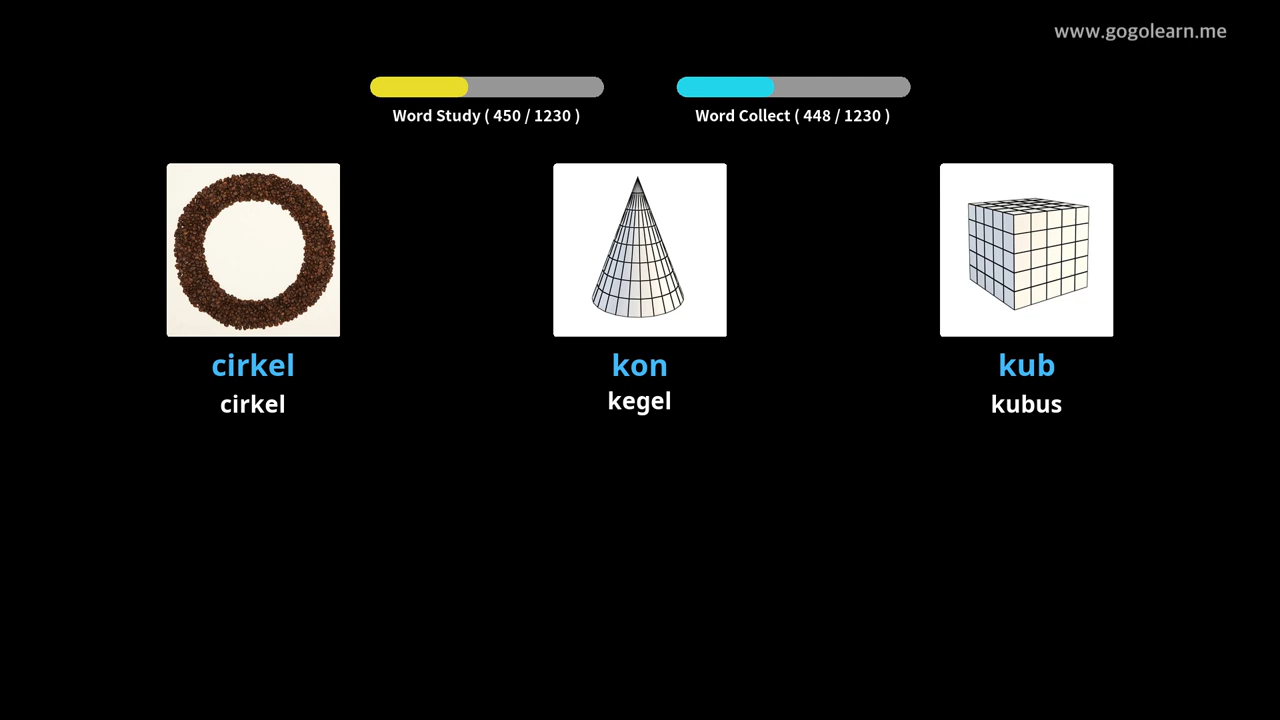 www.gogolearn.me
Word Study ( 450 / 1230 )
Word Collect ( 448 / 1230 )
cirkel
kon
kub
cirkel
kegel
kubus